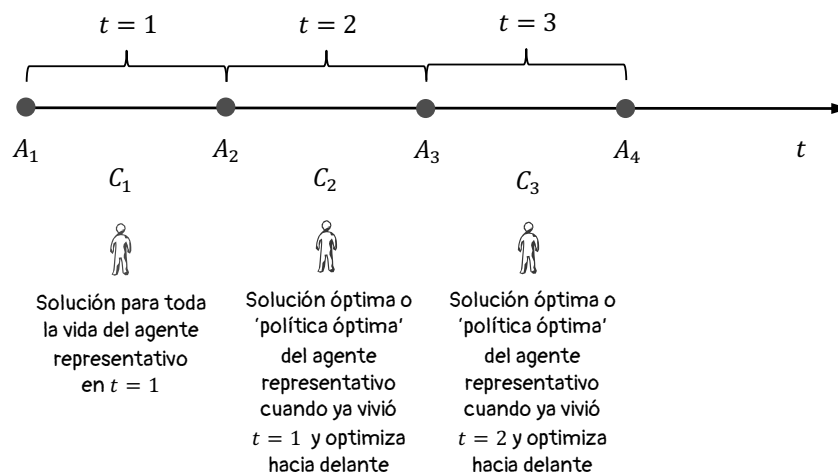 t = 1
t = 2
t = 3
A₁
A₂
A₃
A₄
t
C₁
C₂
C₃
Solución para toda
la vida del agente
representativo
en t = 1
Solución óptima o
'política óptima'
del agente
representativo
cuando ya vivió
t = 1 y optimiza
hacia delante
Solución óptima o
'política óptima'
del agente
representativo
cuando ya vivió
t = 2 y optimiza
hacia delante